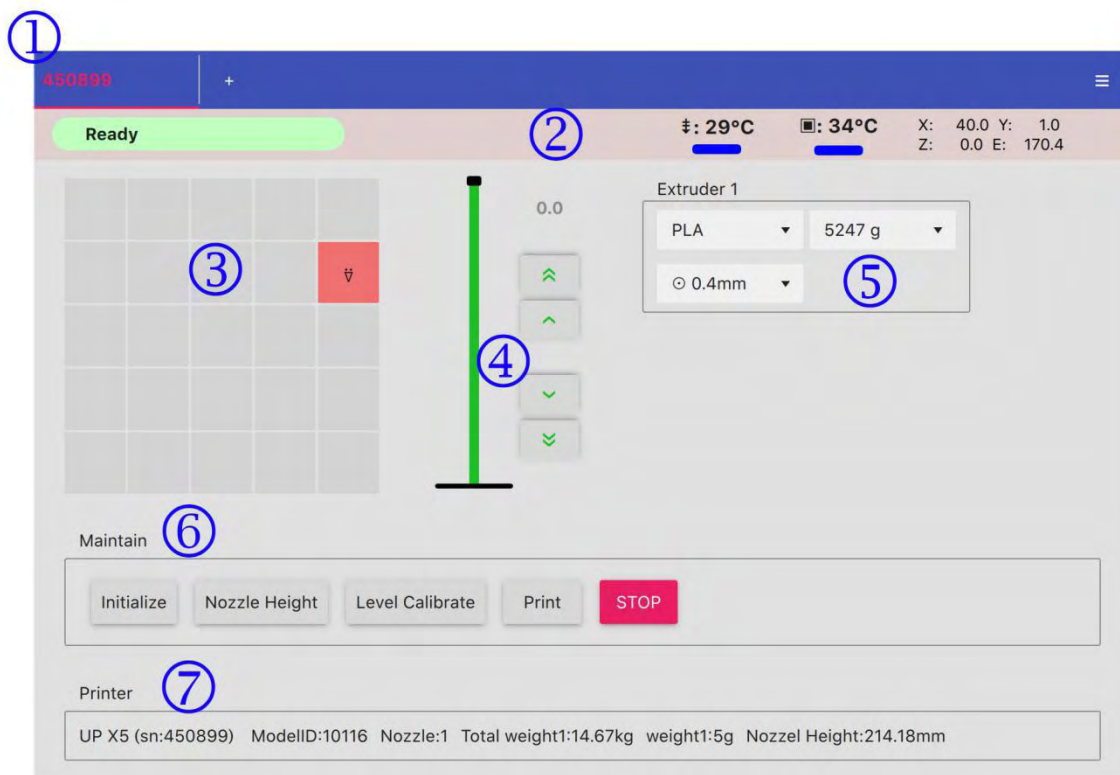 ①
450899 + ≡
Ready ② : 29°C : 34°C X: 40.0 Y: 1.0
Z: 0.0 E: 170.4
Extruder 1
0.0
PLA 5247 g
③
0.4mm ⑤
④
⑥
Maintain
Initialize Nozzle Height Level Calibrate Print STOP
⑦
Printer
UP X5 (sn:450899) ModelID:10116 Nozzle:1 Total weight1:14.67kg weight1:5g Nozzel Height:214.18mm